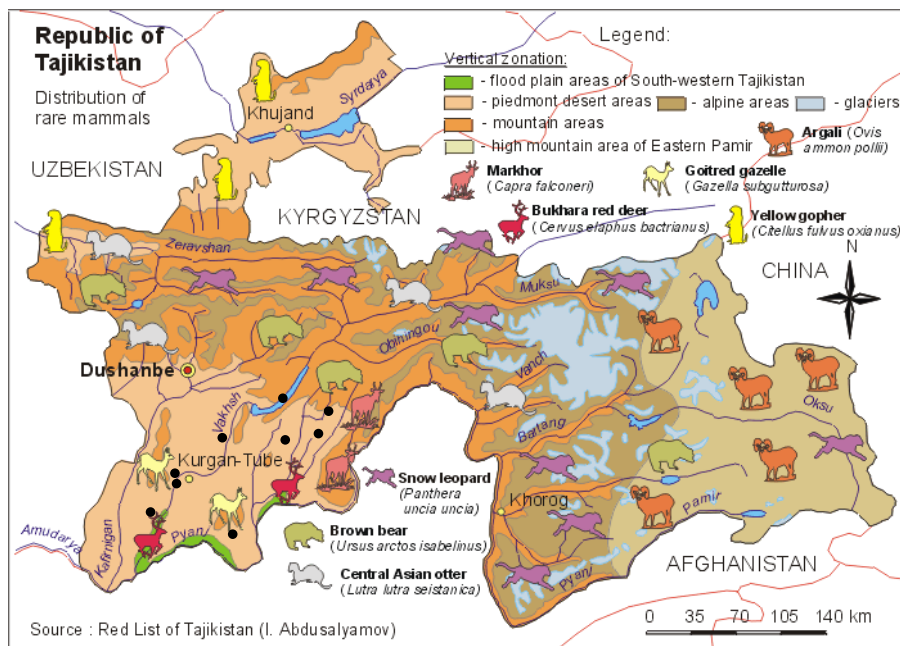 Republic of
Tajikistan
Distribution of
rare mammals
Legend:
Vertical zonation:
- flood plain areas of South-western Tajikistan
- piedmont desert areas
- alpine areas
- glaciers
- mountain areas
- high mountain area of Eastern Pamir
Argali (Ovis
ammon pollii)
Markhor
(Capra falconeri)
Goitred gazelle
(Gazella subgutturosa)
Bukhara red deer
(Cervus elaphus bactrianus)
Yellow gopher
(Citellus fulvus oxianus)
Khujand
Syrdarya
UZBEKISTAN
KYRGYZSTAN
CHINA
N
Zeravshan
Muksu
Obihingou
Vanch
Dushanbe
Vakhsh
Bartang
Oksu
Kurgan-Tube
Snow leopard
(Panthera
uncia uncia)
Khorog
Pamir
Amudarya
Kafirnigan
Pyanj
Brown bear
(Ursus arctos isabelinus)
Pyanj
AFGHANISTAN
Central Asian otter
(Lutra lutra seistanica)
0 35 70 105 140 km
Source : Red List of Tajikistan (I. Abdusalyamov)